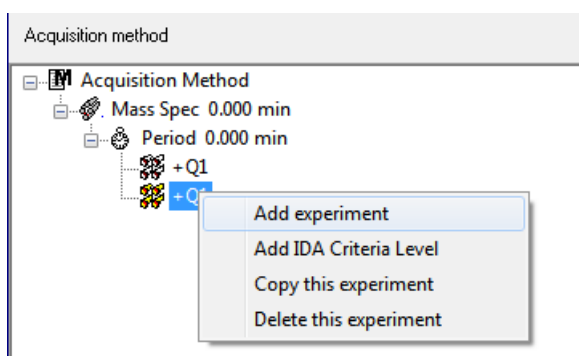 Acquisition method
Acquisition Method
Mass Spec 0.000 min
Period 0.000 min
+Q1
+Q1
Add experiment
Add IDA Criteria Level
Copy this experiment
Delete this experiment